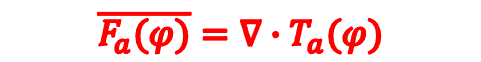 $\overline{F_a(\varphi)} = \nabla \cdot T_a(\varphi)$